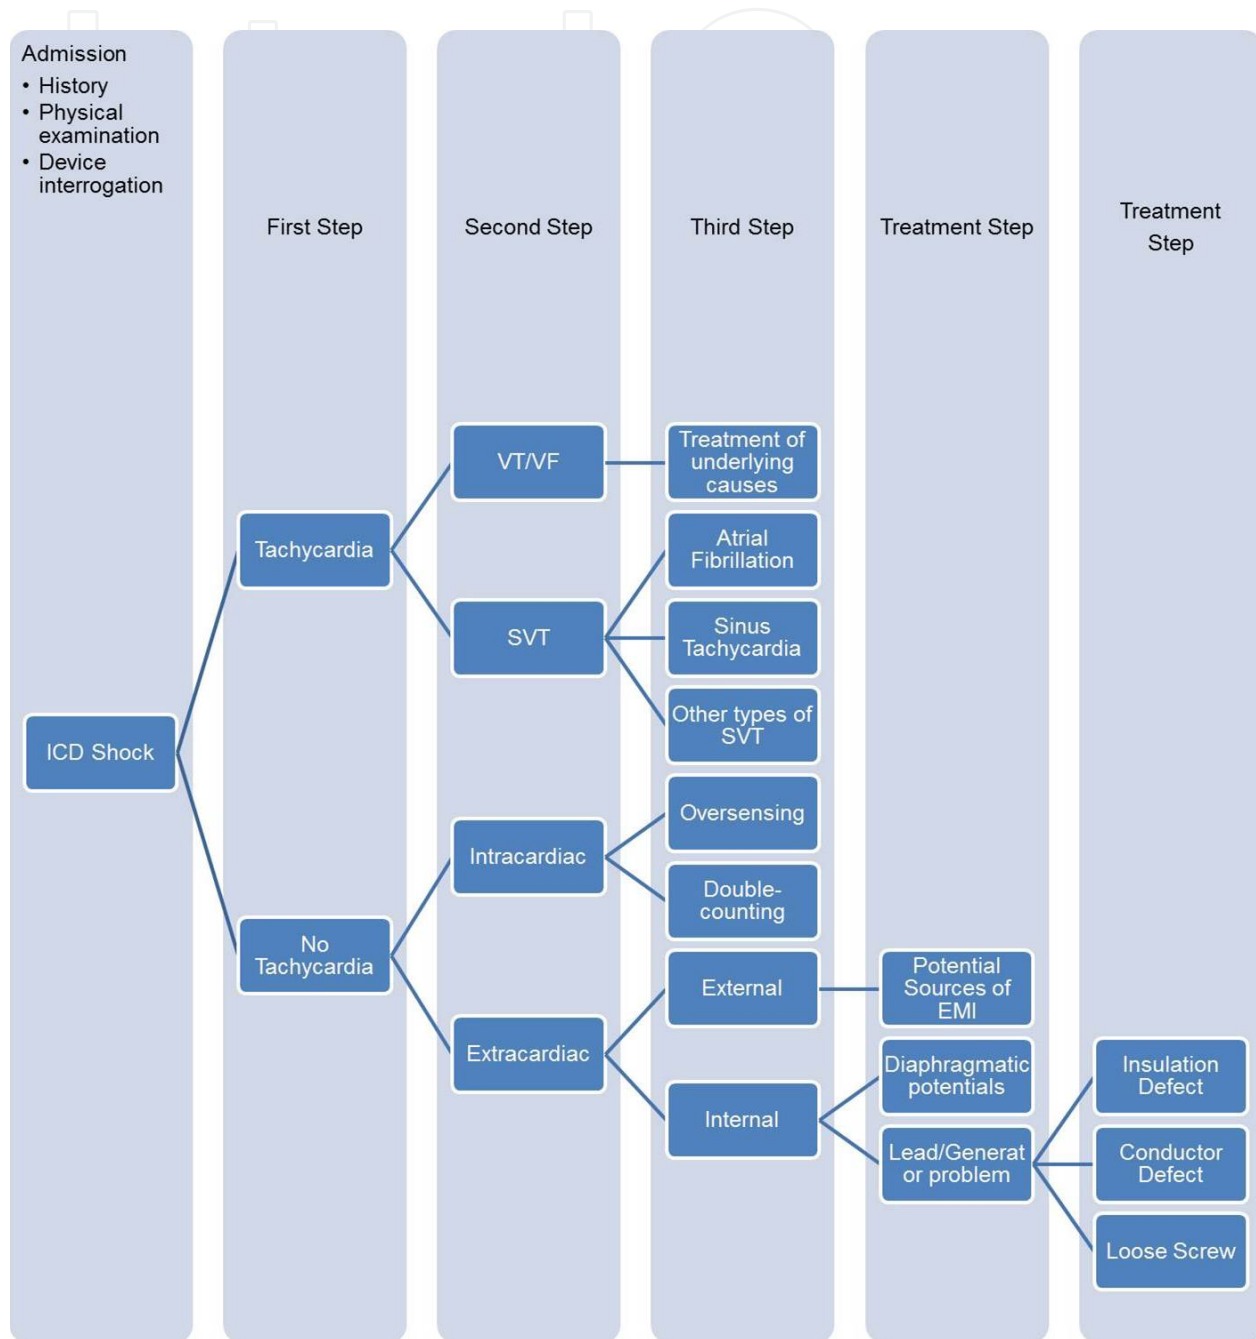 Admission
• History
• Physical
examination
• Device
interrogation
First Step
Second Step
Third Step
Treatment Step
Treatment
Step
VT/VF
Treatment of
underlying
causes
Tachycardia
Atrial
Fibrillation
SVT
Sinus
Tachycardia
Other types of
SVT
ICD Shock
Oversensing
Intracardiac
Double-
counting
No
Tachycardia
External
Potential
Sources of
EMI
Extracardiac
Internal
Diaphragmatic
potentials
Insulation
Defect
Lead/Generat
or problem
Conductor
Defect
Loose Screw